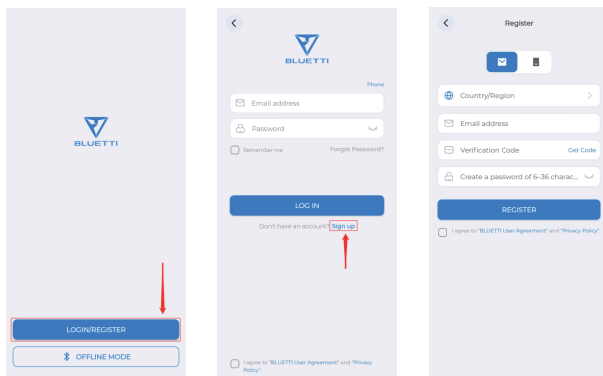 BLUETTI
LOGIN/REGISTER
OFFLINE MODE
BLUETTI
Phone
Email address
Password
Remember me Forgot Password?
LOG IN
Don't have an account? Sign up
I agree to "BLUETTI User Agreement" and "Privacy
Policy"
Register
Country/Region
Email address
Verification Code Get Code
Create a password of 6–36 charac...
REGISTER
I agree to "BLUETTI User Agreement" and "Privacy Policy"